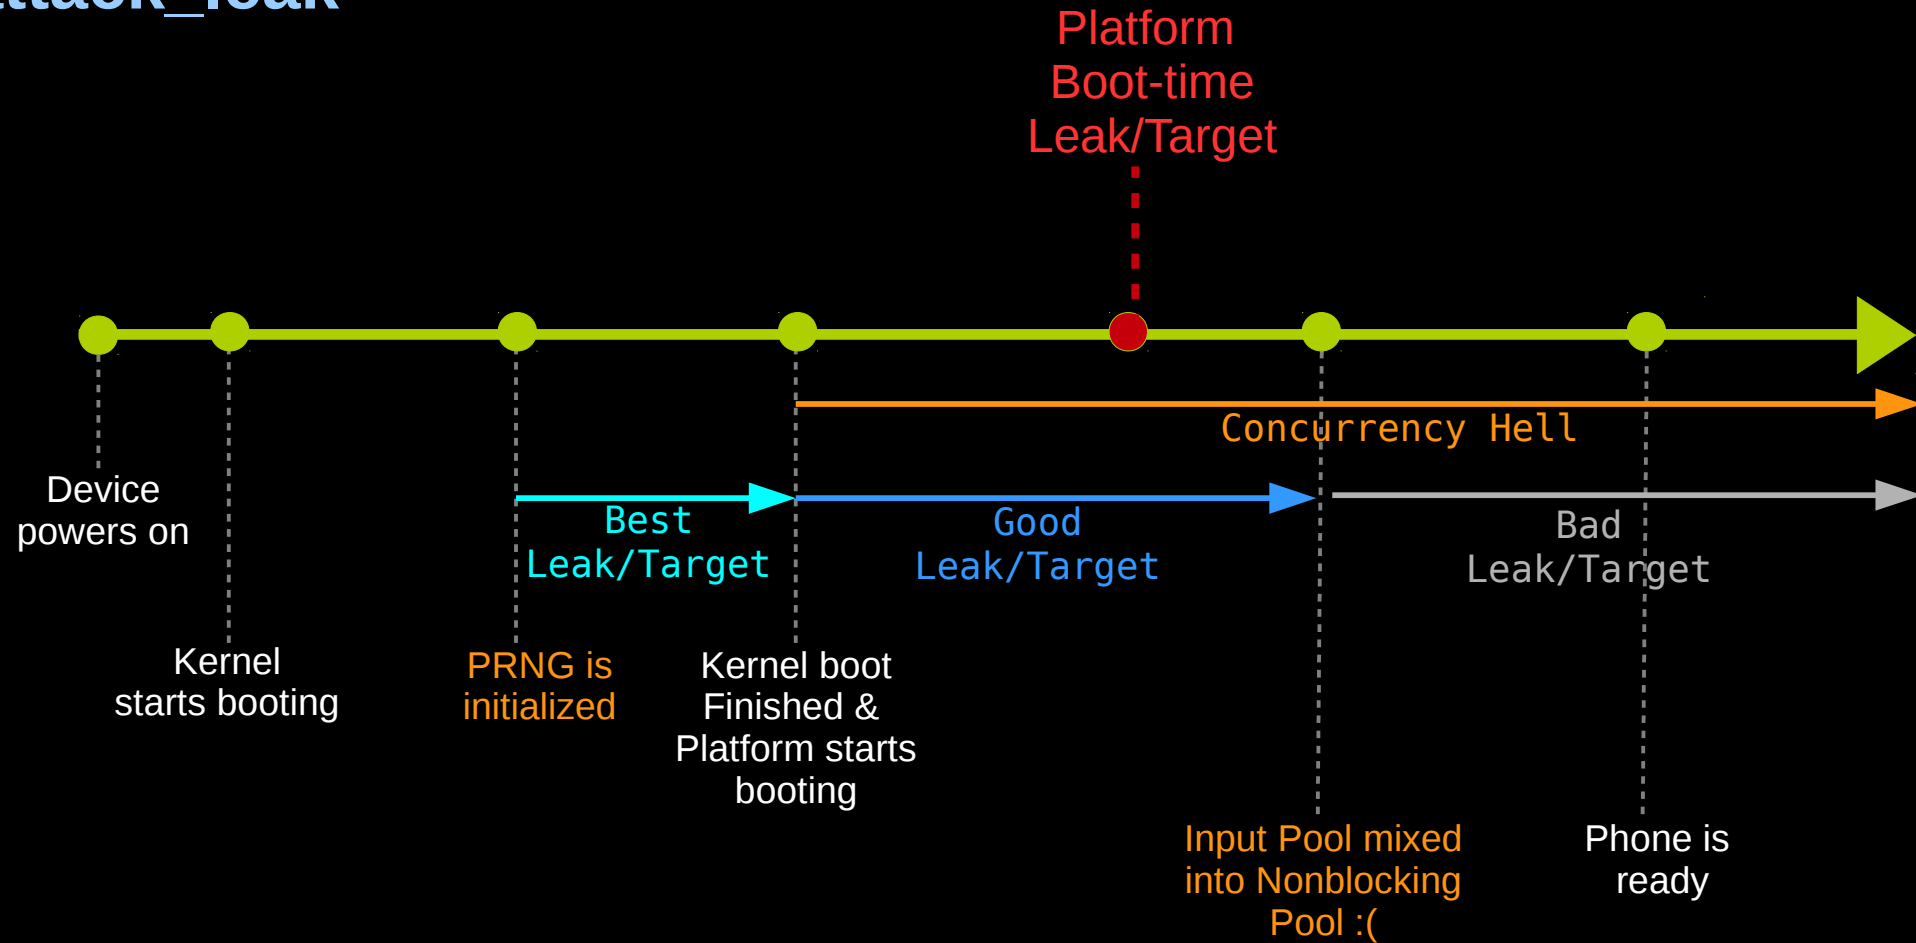 attack_leak
Platform
Boot-time
Leak/Target
Concurrency Hell
Device
powers on
Best
Leak/Target
Good
Leak/Target
Bad
Leak/Target
Kernel
starts booting
PRNG is
initialized
Kernel boot
Finished &
Platform starts
booting
Input Pool mixed
into Nonblocking
Pool :(
Phone is
ready